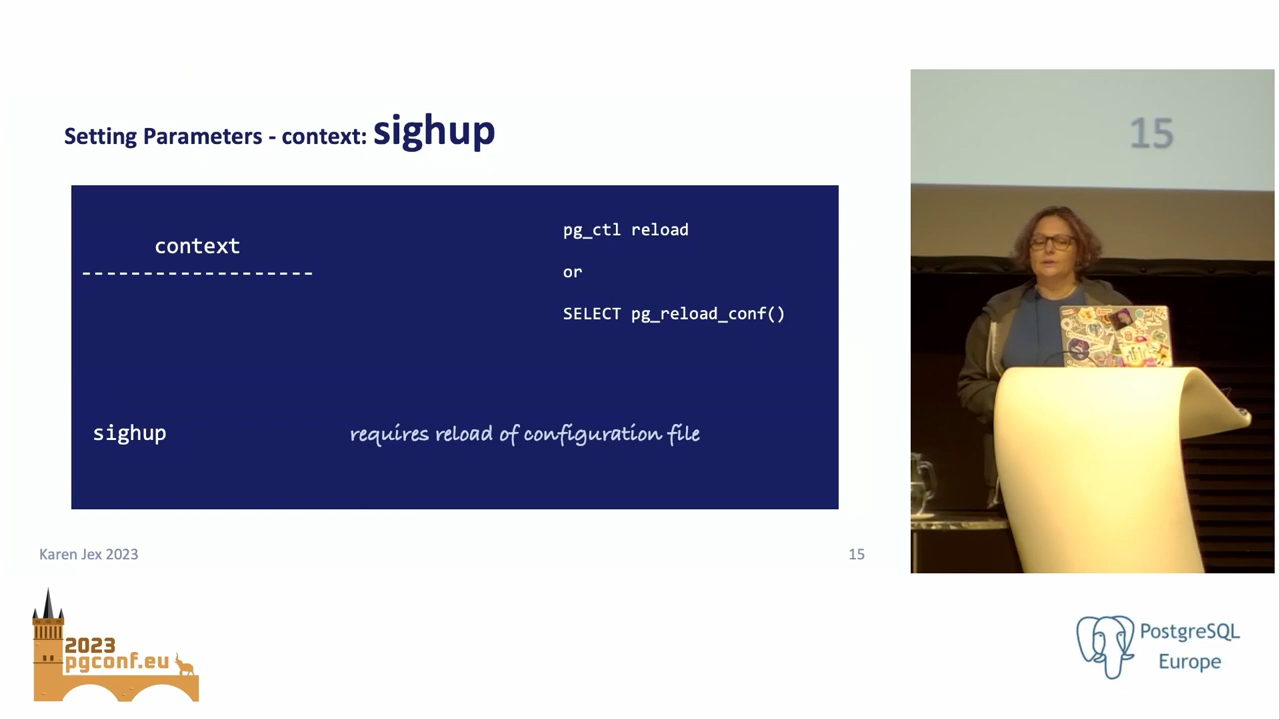 Setting Parameters - context: sighup
context
-------------------
pg_ctl reload
or
SELECT pg_reload_conf()
sighup
requires reload of configuration file
Karen Jex 2023
15
15
2023
pgconf.eu
PostgreSQL
Europe